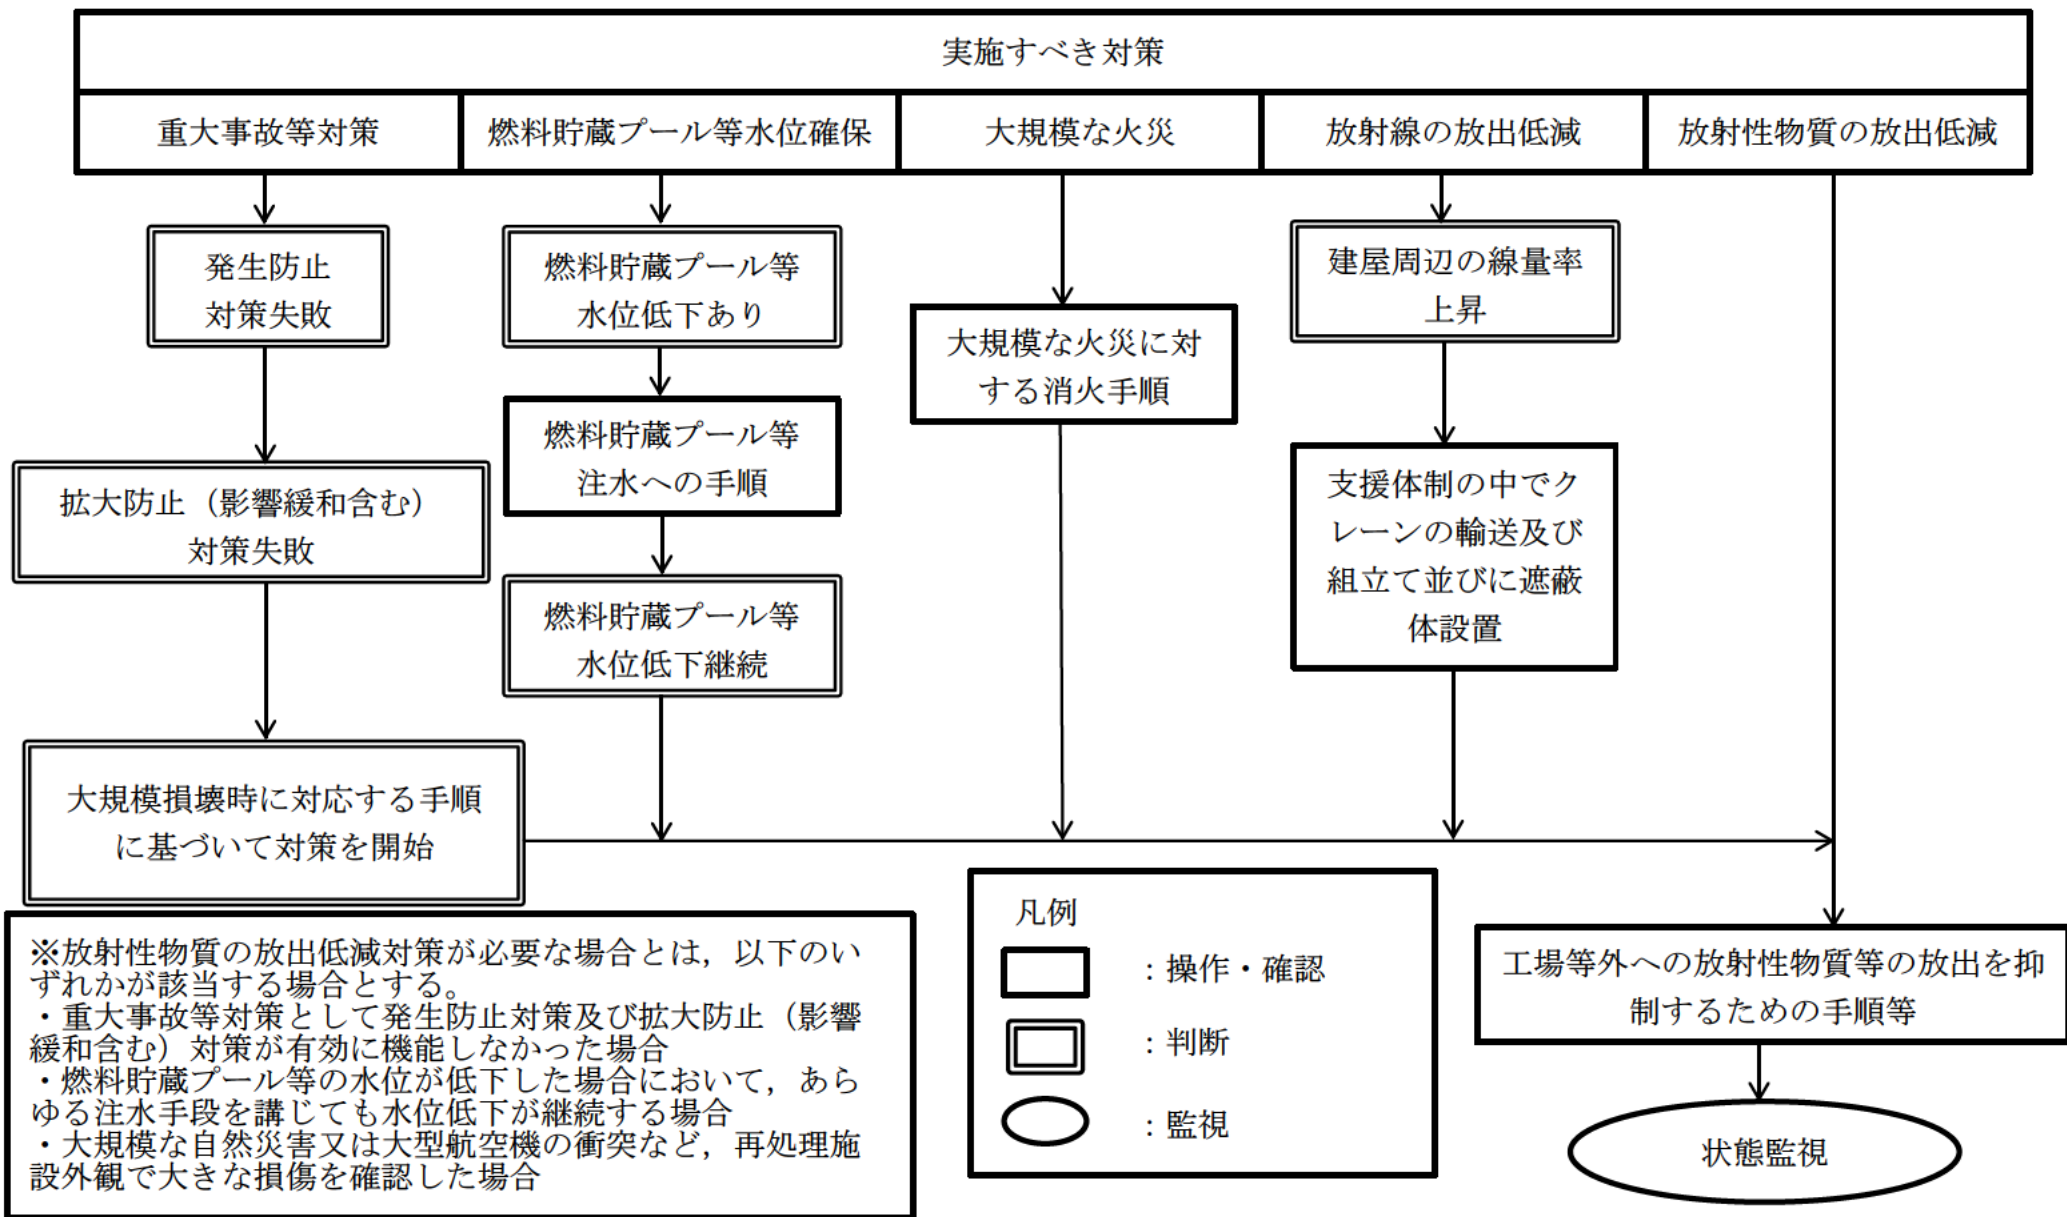 実施すべき対策
重大事故等対策
燃料貯蔵プール等水位確保
大規模な火災
放射線の放出低減
放射性物質の放出低減
発生防止
対策失敗
拡大防止（影響緩和含む）
対策失敗
大規模損壊時に対応する手順
に基づいて対策を開始
燃料貯蔵プール等
水位低下あり
燃料貯蔵プール等
注水への手順
燃料貯蔵プール等
水位低下継続
大規模な火災に対
する消火手順
建屋周辺の線量率
上昇
支援体制の中でク
レーンの輸送及び
組立て並びに遮蔽
体設置
工場等外への放射性物質等の放出を抑
制するための手順等
状態監視
※放射性物質の放出低減対策が必要な場合とは，以下のい
ずれかが該当する場合とする。
・重大事故等対策として発生防止対策及び拡大防止（影響
緩和含む）対策が有効に機能しなかった場合
・燃料貯蔵プール等の水位が低下した場合において，あら
ゆる注水手段を講じても水位低下が継続する場合
・大規模な自然災害又は大型航空機の衝突など，再処理施
設外観で大きな損傷を確認した場合
凡例
：操作・確認
：判断
：監視